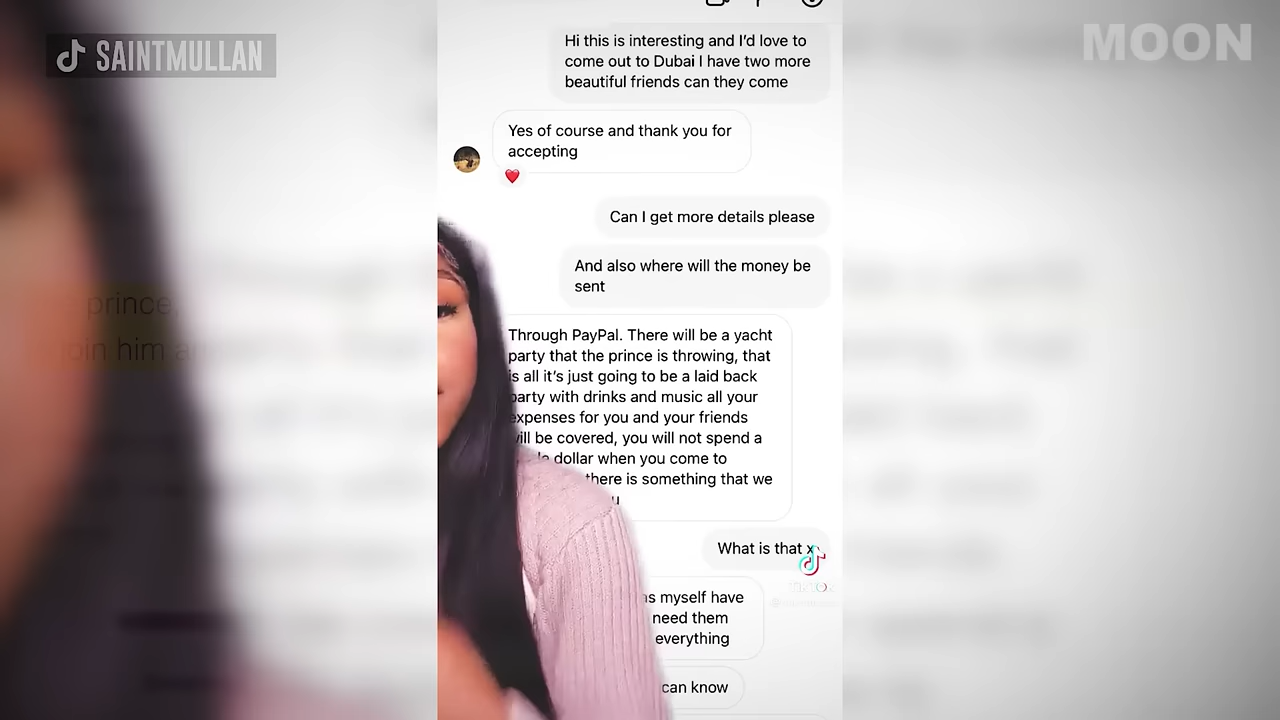 SAINTMULLAN
MOON
Hi this is interesting and I'd love to
come out to Dubai I have two more
beautiful friends can they come
Yes of course and thank you for
accepting
Can I get more details please
And also where will the money be
sent
Through PayPal. There will be a yacht
party that the prince is throwing, that
is all it's just going to be a laid back
party with drinks and music all your
expenses for you and your friends
will be covered, you will not spend a
dollar when you come to
there is something that we
What is that x
myself have
need them
everything
can know
prince,
join him
TikTok